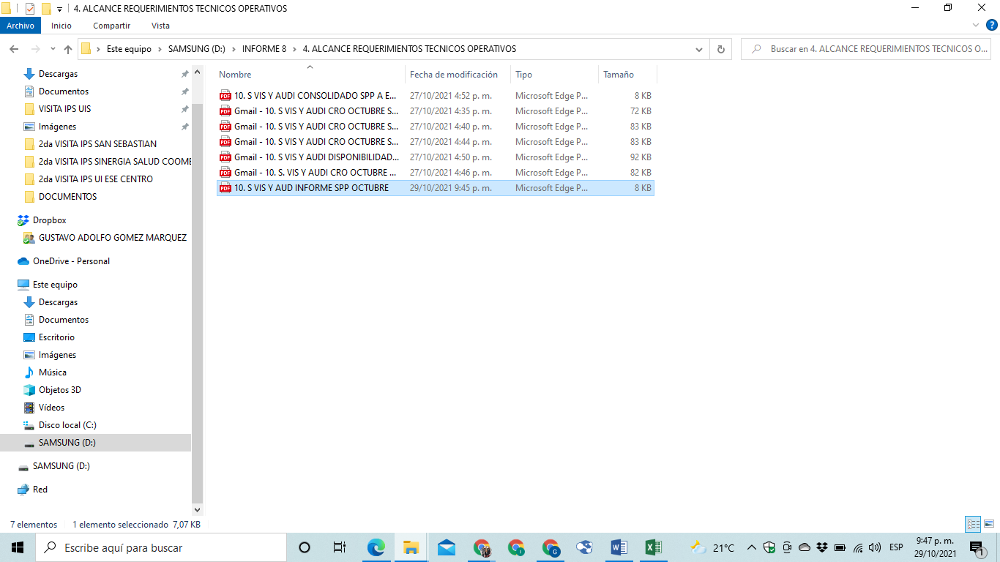 4. ALCANCE REQUERIMIENTOS TECNICOS OPERATIVOS
Archivo Inicio Compartir Vista
Este equipo SAMSUNG (D:) INFORME 8 4. ALCANCE REQUERIMIENTOS TECNICOS OPERATIVOS
Buscar en 4. ALCANCE REQUERIMIENTOS TECNICOS O...
Descargas
Documentos
VISITA IPS UIS
Imágenes
2da VISITA IPS SAN SEBASTIAN
2da VISITA IPS SINERGIA SALUD COOME
2da VISITA IPS UI ESE CENTRO
DOCUMENTOS
Dropbox
GUSTAVO ADOLFO GOMEZ MARQUEZ
OneDrive - Personal
Este equipo
Descargas
Documentos
Escritorio
Imágenes
Música
Objetos 3D
Vídeos
Disco local (C:)
SAMSUNG (D:)
SAMSUNG (D:)
Red
Nombre Fecha de modificación Tipo Tamaño
PDF 10. S VIS Y AUDI CONSOLIDADO SPP A E... 27/10/2021 4:52 p. m. Microsoft Edge P... 8 KB
PDF Gmail - 10. S VIS Y AUDI CRO OCTUBRE S... 27/10/2021 4:35 p. m. Microsoft Edge P... 72 KB
PDF Gmail - 10. S VIS Y AUDI CRO OCTUBRE S... 27/10/2021 4:40 p. m. Microsoft Edge P... 83 KB
PDF Gmail - 10. S VIS Y AUDI CRO OCTUBRE S... 27/10/2021 4:44 p. m. Microsoft Edge P... 83 KB
PDF Gmail - 10. S VIS Y AUDI DISPONIBILIDAD... 27/10/2021 4:50 p. m. Microsoft Edge P... 92 KB
PDF Gmail - 10. S. VIS Y AUDI CRO OCTUBRE ... 27/10/2021 4:46 p. m. Microsoft Edge P... 82 KB
PDF 10. S VIS Y AUD INFORME SPP OCTUBRE 29/10/2021 9:45 p. m. Microsoft Edge P... 8 KB
7 elementos 1 elemento seleccionado 7,07 KB
Escribe aquí para buscar
21°C
ESP
9:47 p. m.
29/10/2021
1